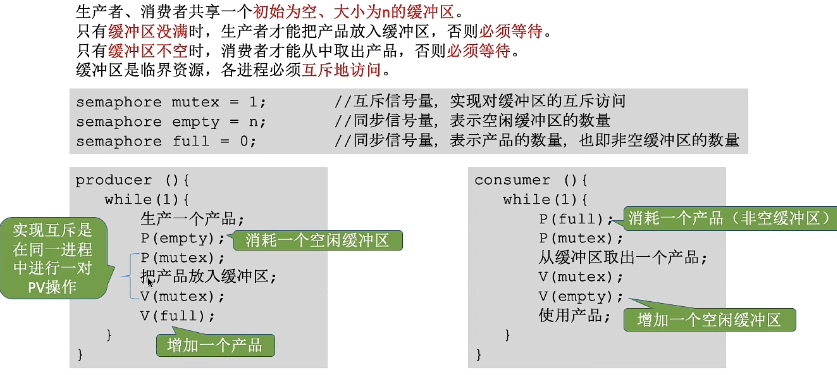 生产者、消费者共享一个初始为空、大小为n的缓冲区。
只有缓冲区没满时，生产者才能把产品放入缓冲区，否则必须等待。
只有缓冲区不空时，消费者才能从中取出产品，否则必须等待。
缓冲区是临界资源，各进程必须互斥地访问。
semaphore mutex = 1; //互斥信号量，实现对缓冲区的互斥访问
semaphore empty = n; //同步信号量，表示空闲缓冲区的数量
semaphore full = 0; //同步信号量，表示产品的数量，也即非空缓冲区的数量
producer (){
while(1){
生产一个产品;
P(empty);
消耗一个空闲缓冲区
P(mutex);
把产品放入缓冲区;
V(mutex);
V(full);
增加一个产品
}
}
实现互斥是
在同一进程
中进行一对
PV操作
consumer (){
while(1){
P(full);
消耗一个产品（非空缓冲区）
P(mutex);
从缓冲区取出一个产品;
V(mutex);
V(empty);
增加一个空闲缓冲区
使用产品;
}
}